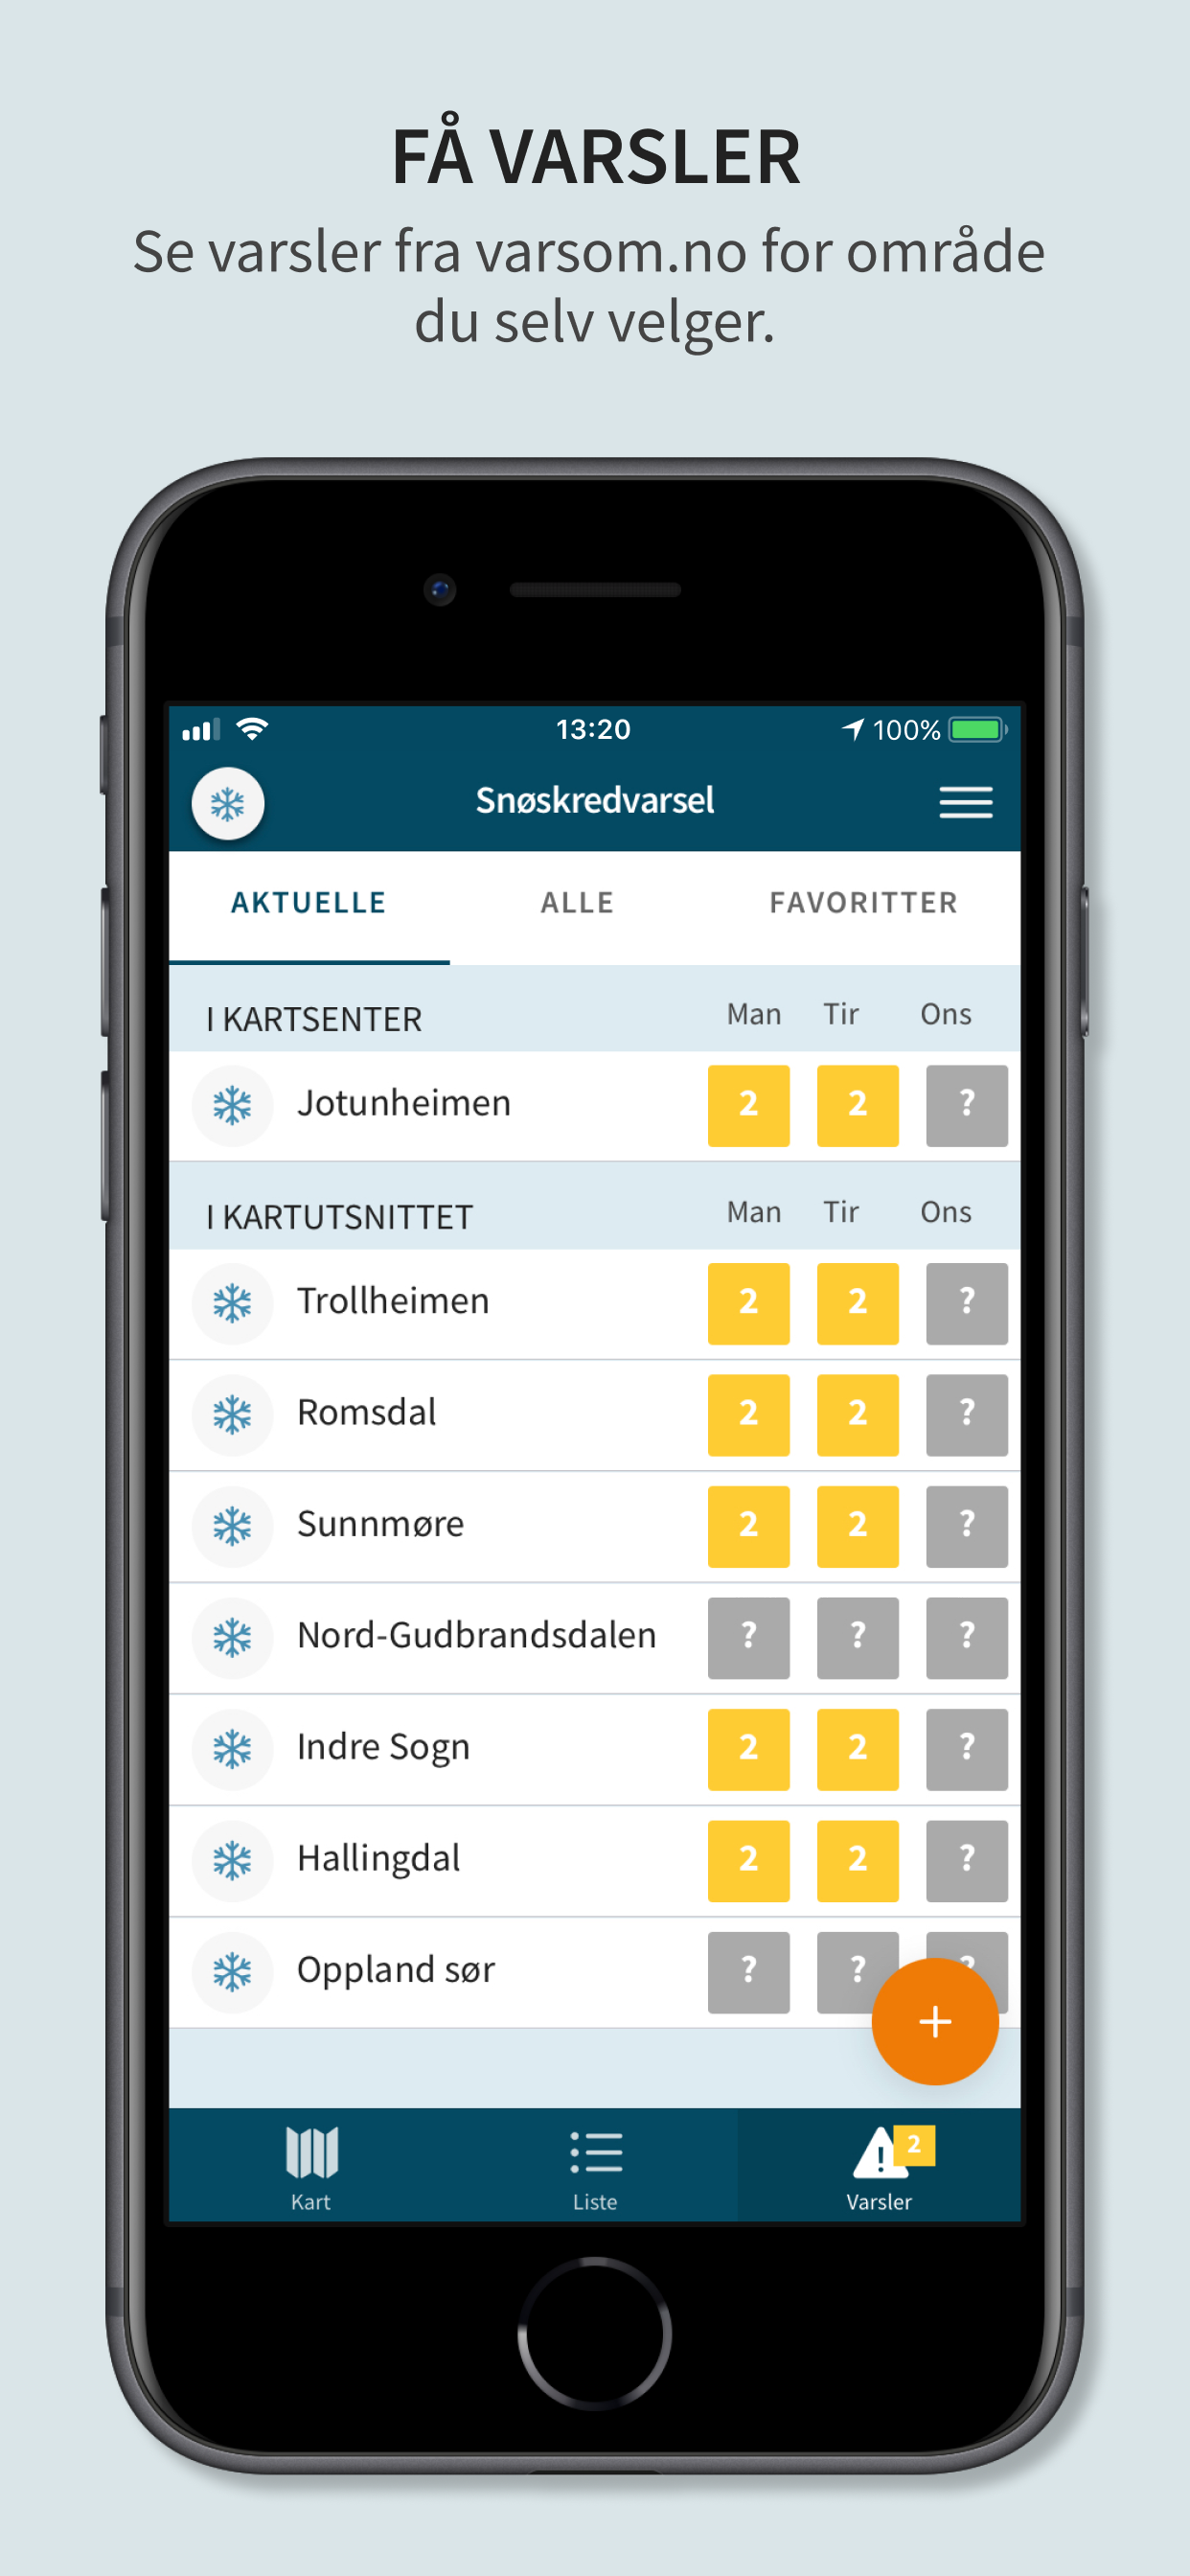 FÅ VARSLER
Se varsler fra varsom.no for område
du selv velger.
13:20 100%
Snøskredvarsel
AKTUELLE ALLE FAVORITTER
I KARTSENTER Man Tir Ons
Jotunheimen 2 2 ?
I KARTUTSNITTET Man Tir Ons
Trollheimen 2 2 ?
Romsdal 2 2 ?
Sunnmøre 2 2 ?
Nord-Gudbrandsdalen ? ? ?
Indre Sogn 2 2 ?
Hallingdal 2 2 ?
Oppland sør ? ? ?
+
2
Kart Liste Varsler